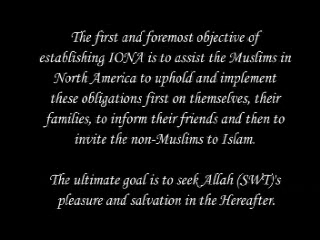 The first and foremost objective of
establishing IONA is to assist the Muslims in
North America to uphold and implement
these obligations first on themselves, their
families, to inform their friends and then to
invite the non-Muslims to Islam.
The ultimate goal is to seek Allah (SWT)'s
pleasure and salvation in the Hereafter.